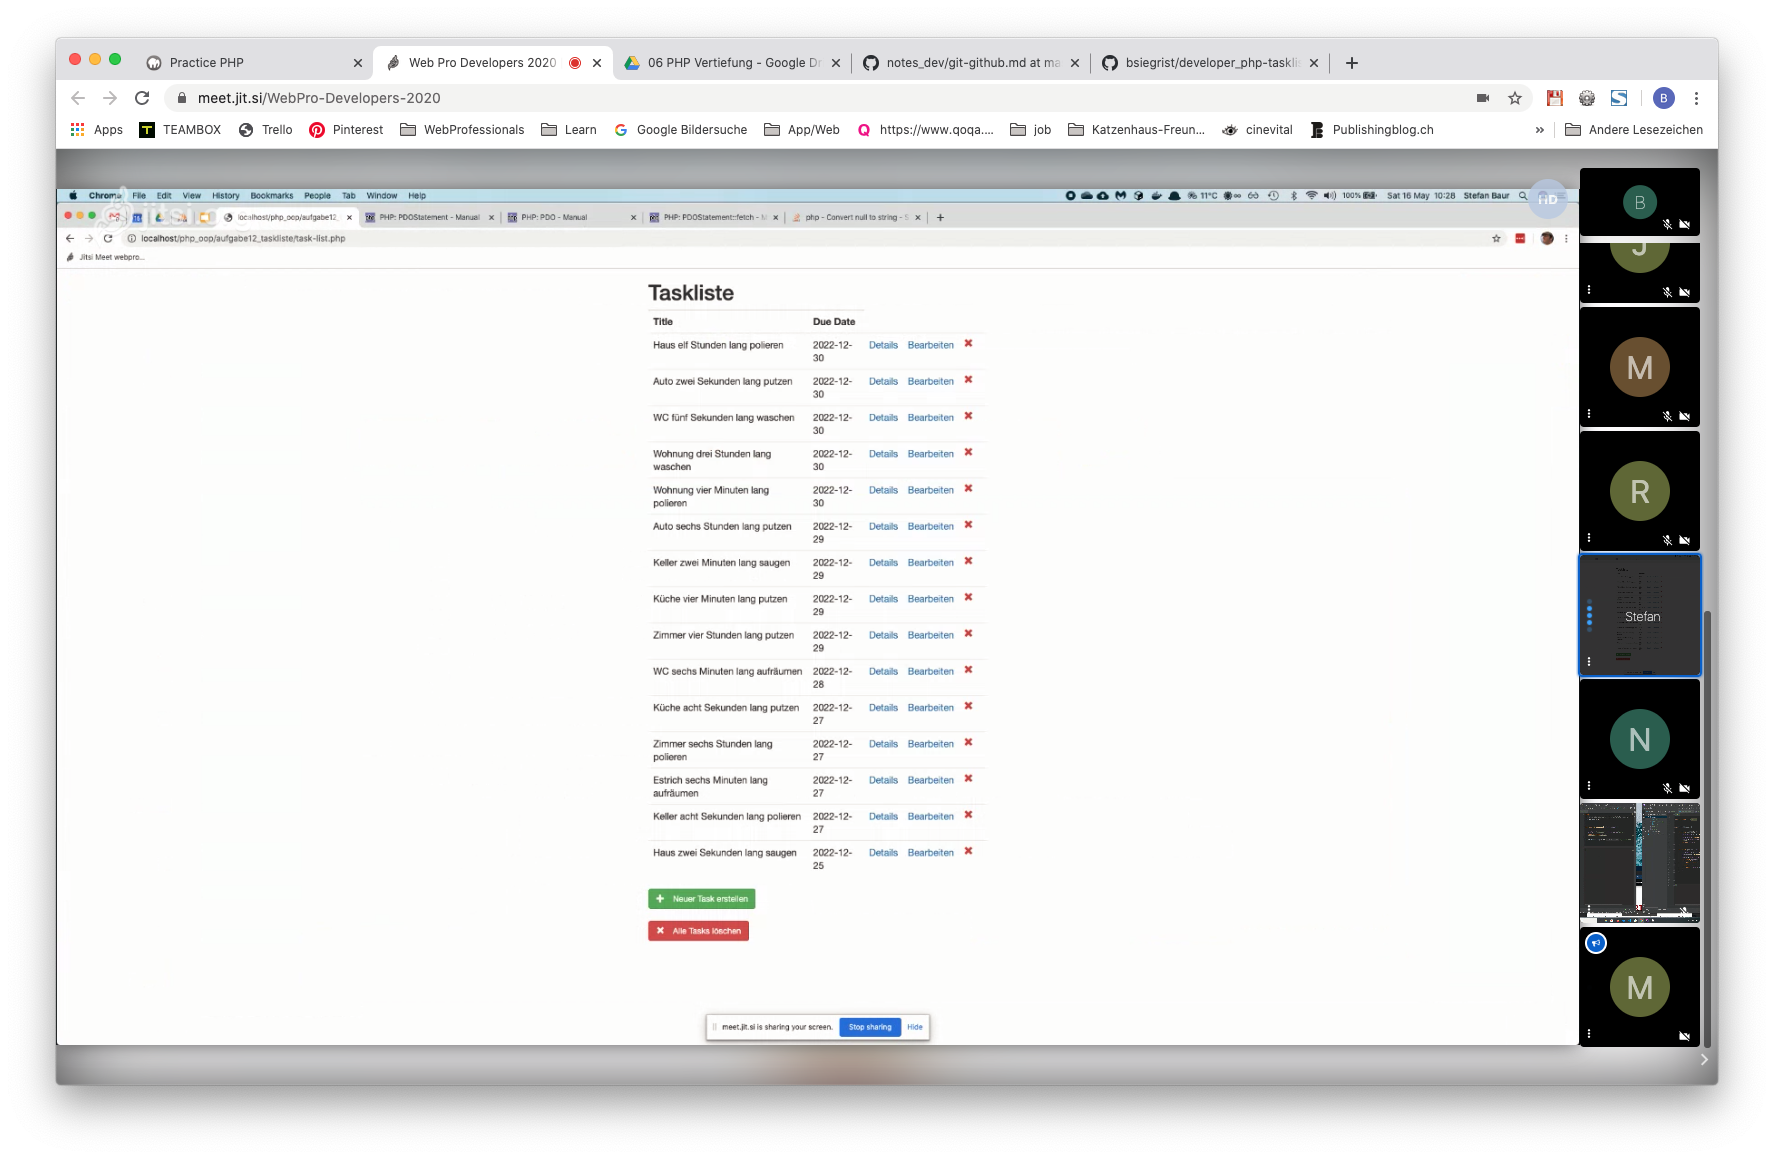 Practice PHP
Web Pro Developers 2020
06 PHP Vertiefung - Google Dr
notes_dev/git-github.md at ma
bsiegrist/developer_php-taskli
meet.jit.si/WebPro-Developers-2020
B
Apps
TEAMBOX
Trello
Pinterest
WebProfessionals
Learn
Google Bildersuche
App/Web
https://www.qoqa....
job
Katzenhaus-Freun...
cinevital
Publishingblog.ch
»
Andere Lesezeichen
Chrome File Edit View History Bookmarks People Tab Window Help
11°C
100%
Sat 16 May 10:28 Stefan Baur
HD
localhost/php_oop/aufgabe12_
PHP: PDOStatement - Manual
PHP: PDO - Manual
PHP: PDOStatement::fetch - M
php - Convert null to string - S
localhost/php_oop/aufgabe12_taskliste/task-list.php
Jitsi Meet webpro...
Taskliste
Title Due Date
Haus elf Stunden lang polieren 2022-12- Details Bearbeiten
30
Auto zwei Sekunden lang putzen 2022-12- Details Bearbeiten
30
WC fünf Sekunden lang waschen 2022-12- Details Bearbeiten
30
Wohnung drei Stunden lang 2022-12- Details Bearbeiten
waschen 30
Wohnung vier Minuten lang 2022-12- Details Bearbeiten
polieren 30
Auto sechs Stunden lang putzen 2022-12- Details Bearbeiten
29
Keller zwei Minuten lang saugen 2022-12- Details Bearbeiten
29
Küche vier Minuten lang putzen 2022-12- Details Bearbeiten
29
Zimmer vier Stunden lang putzen 2022-12- Details Bearbeiten
29
WC sechs Minuten lang aufräumen 2022-12- Details Bearbeiten
28
Küche acht Sekunden lang putzen 2022-12- Details Bearbeiten
27
Zimmer sechs Stunden lang 2022-12- Details Bearbeiten
polieren 27
Estrich sechs Minuten lang 2022-12- Details Bearbeiten
aufräumen 27
Keller acht Sekunden lang polieren 2022-12- Details Bearbeiten
27
Haus zwei Sekunden lang saugen 2022-12- Details Bearbeiten
25
Neuer Task erstellen
Alle Tasks löschen
meet.jit.si is sharing your screen. Stop sharing Hide
B
J
M
R
Stefan
N
M